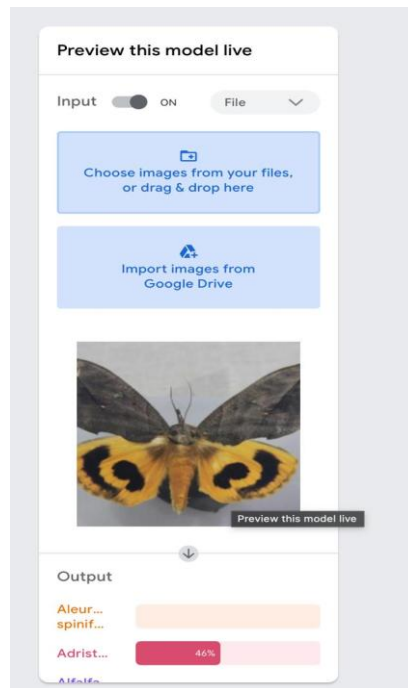 Preview this model live
Input ON File
Choose images from your files,
or drag & drop here
Import images from
Google Drive
Preview this model live
Output
Aleur...
spinif...
Adrist... 46%